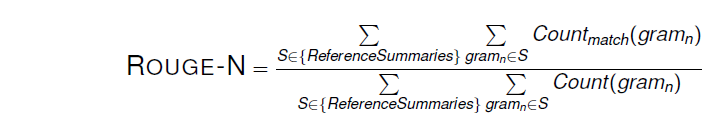 ROUGE-N = ∑ ∑ Count_match(gram_n)
S∈{ReferenceSummaries} gram_n∈S
∑ ∑ Count(gram_n)
S∈{ReferenceSummaries} gram_n∈S